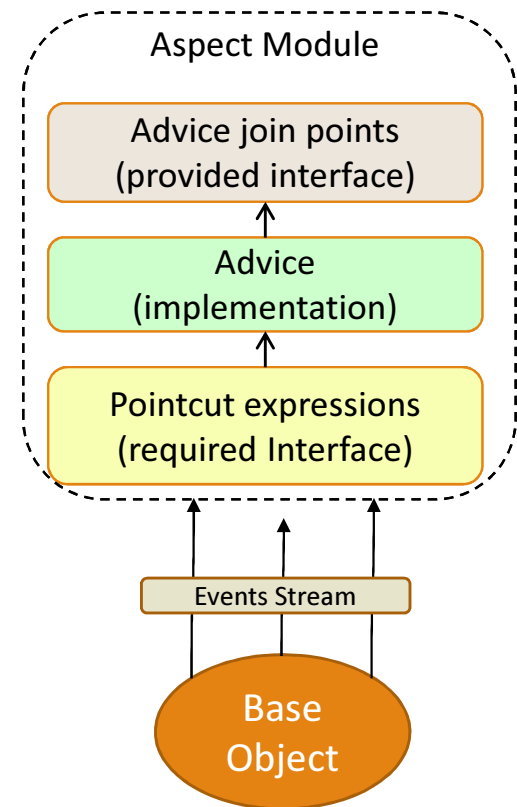 Aspect Module
Advice join points
(provided interface)
Advice
(implementation)
Pointcut expressions
(required Interface)
Events Stream
Base
Object